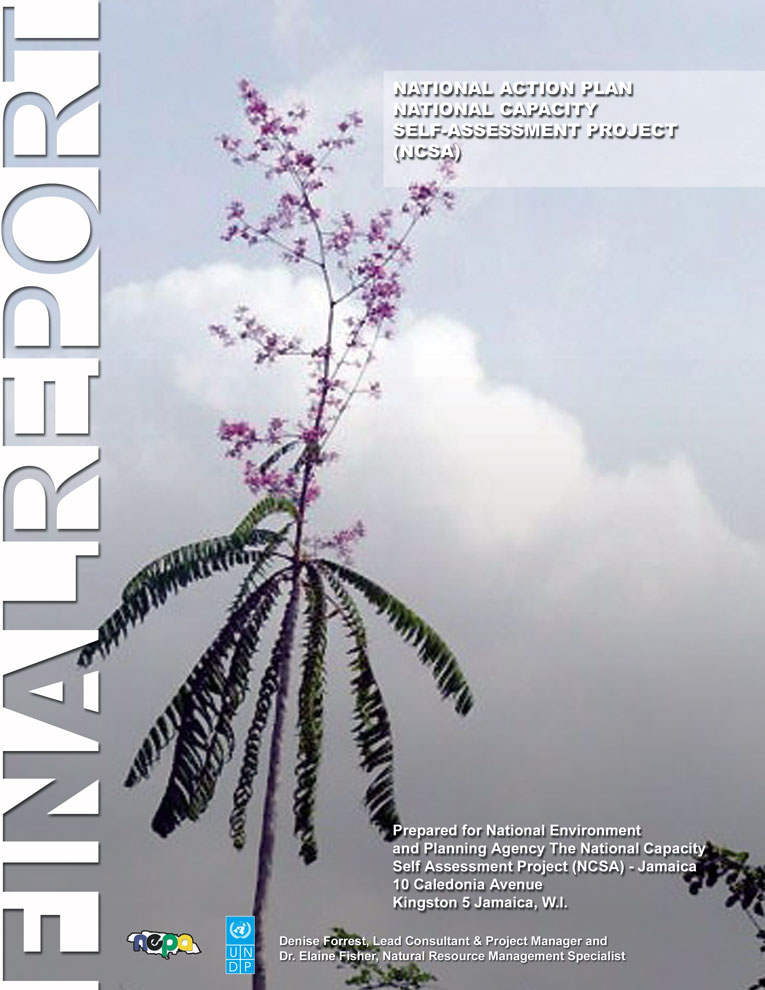 FINAL REPORT
NATIONAL ACTION PLAN
NATIONAL CAPACITY
SELF-ASSESSMENT PROJECT
(NCSA)
Prepared for National Environment
and Planning Agency The National Capacity
Self Assessment Project (NCSA) - Jamaica
10 Caledonia Avenue
Kingston 5 Jamaica, W.I.
nepa
UN
DP
Denise Forrest, Lead Consultant & Project Manager and
Dr. Elaine Fisher, Natural Resource Management Specialist